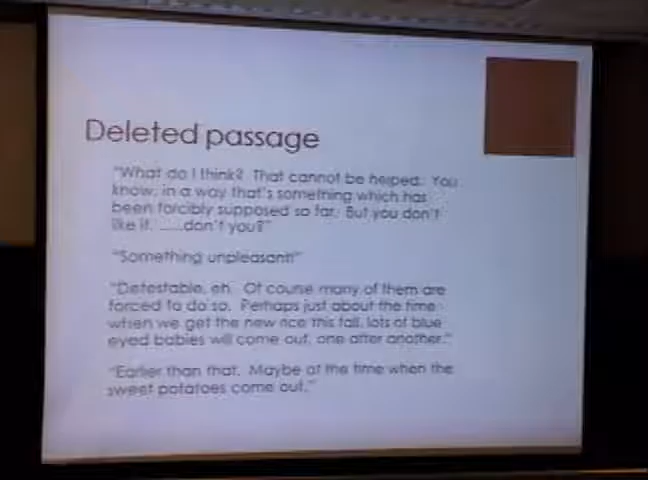 Deleted passage
"What do I think? That cannot be helped. You
know, in a way that's something which has
been forcibly supposed so far. But you don't
like it, .....don't you?"
"Something unpleasant!"
"Detestable, eh. Of course many of them are
forced to do so. Perhaps just about the time
when we get the new rice this fall, lots of blue
eyed babies will come out, one after another."
"Earlier than that. Maybe at the time when the
sweet potatoes come out."